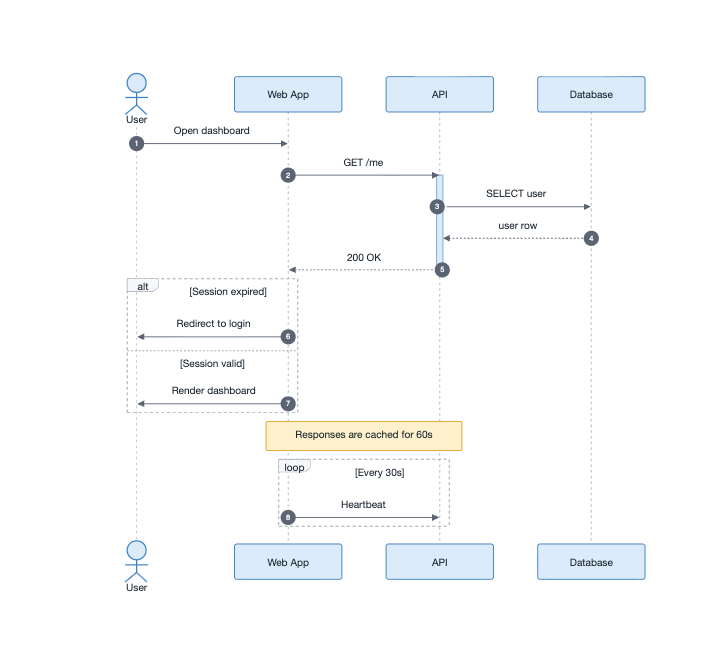 User
Web App
API
Database
Open dashboard
1
GET /me
2
SELECT user
3
user row
4
200 OK
5
alt
[Session expired]
Redirect to login
6
[Session valid]
Render dashboard
7
Responses are cached for 60s
loop
[Every 30s]
Heartbeat
8
User
Web App
API
Database